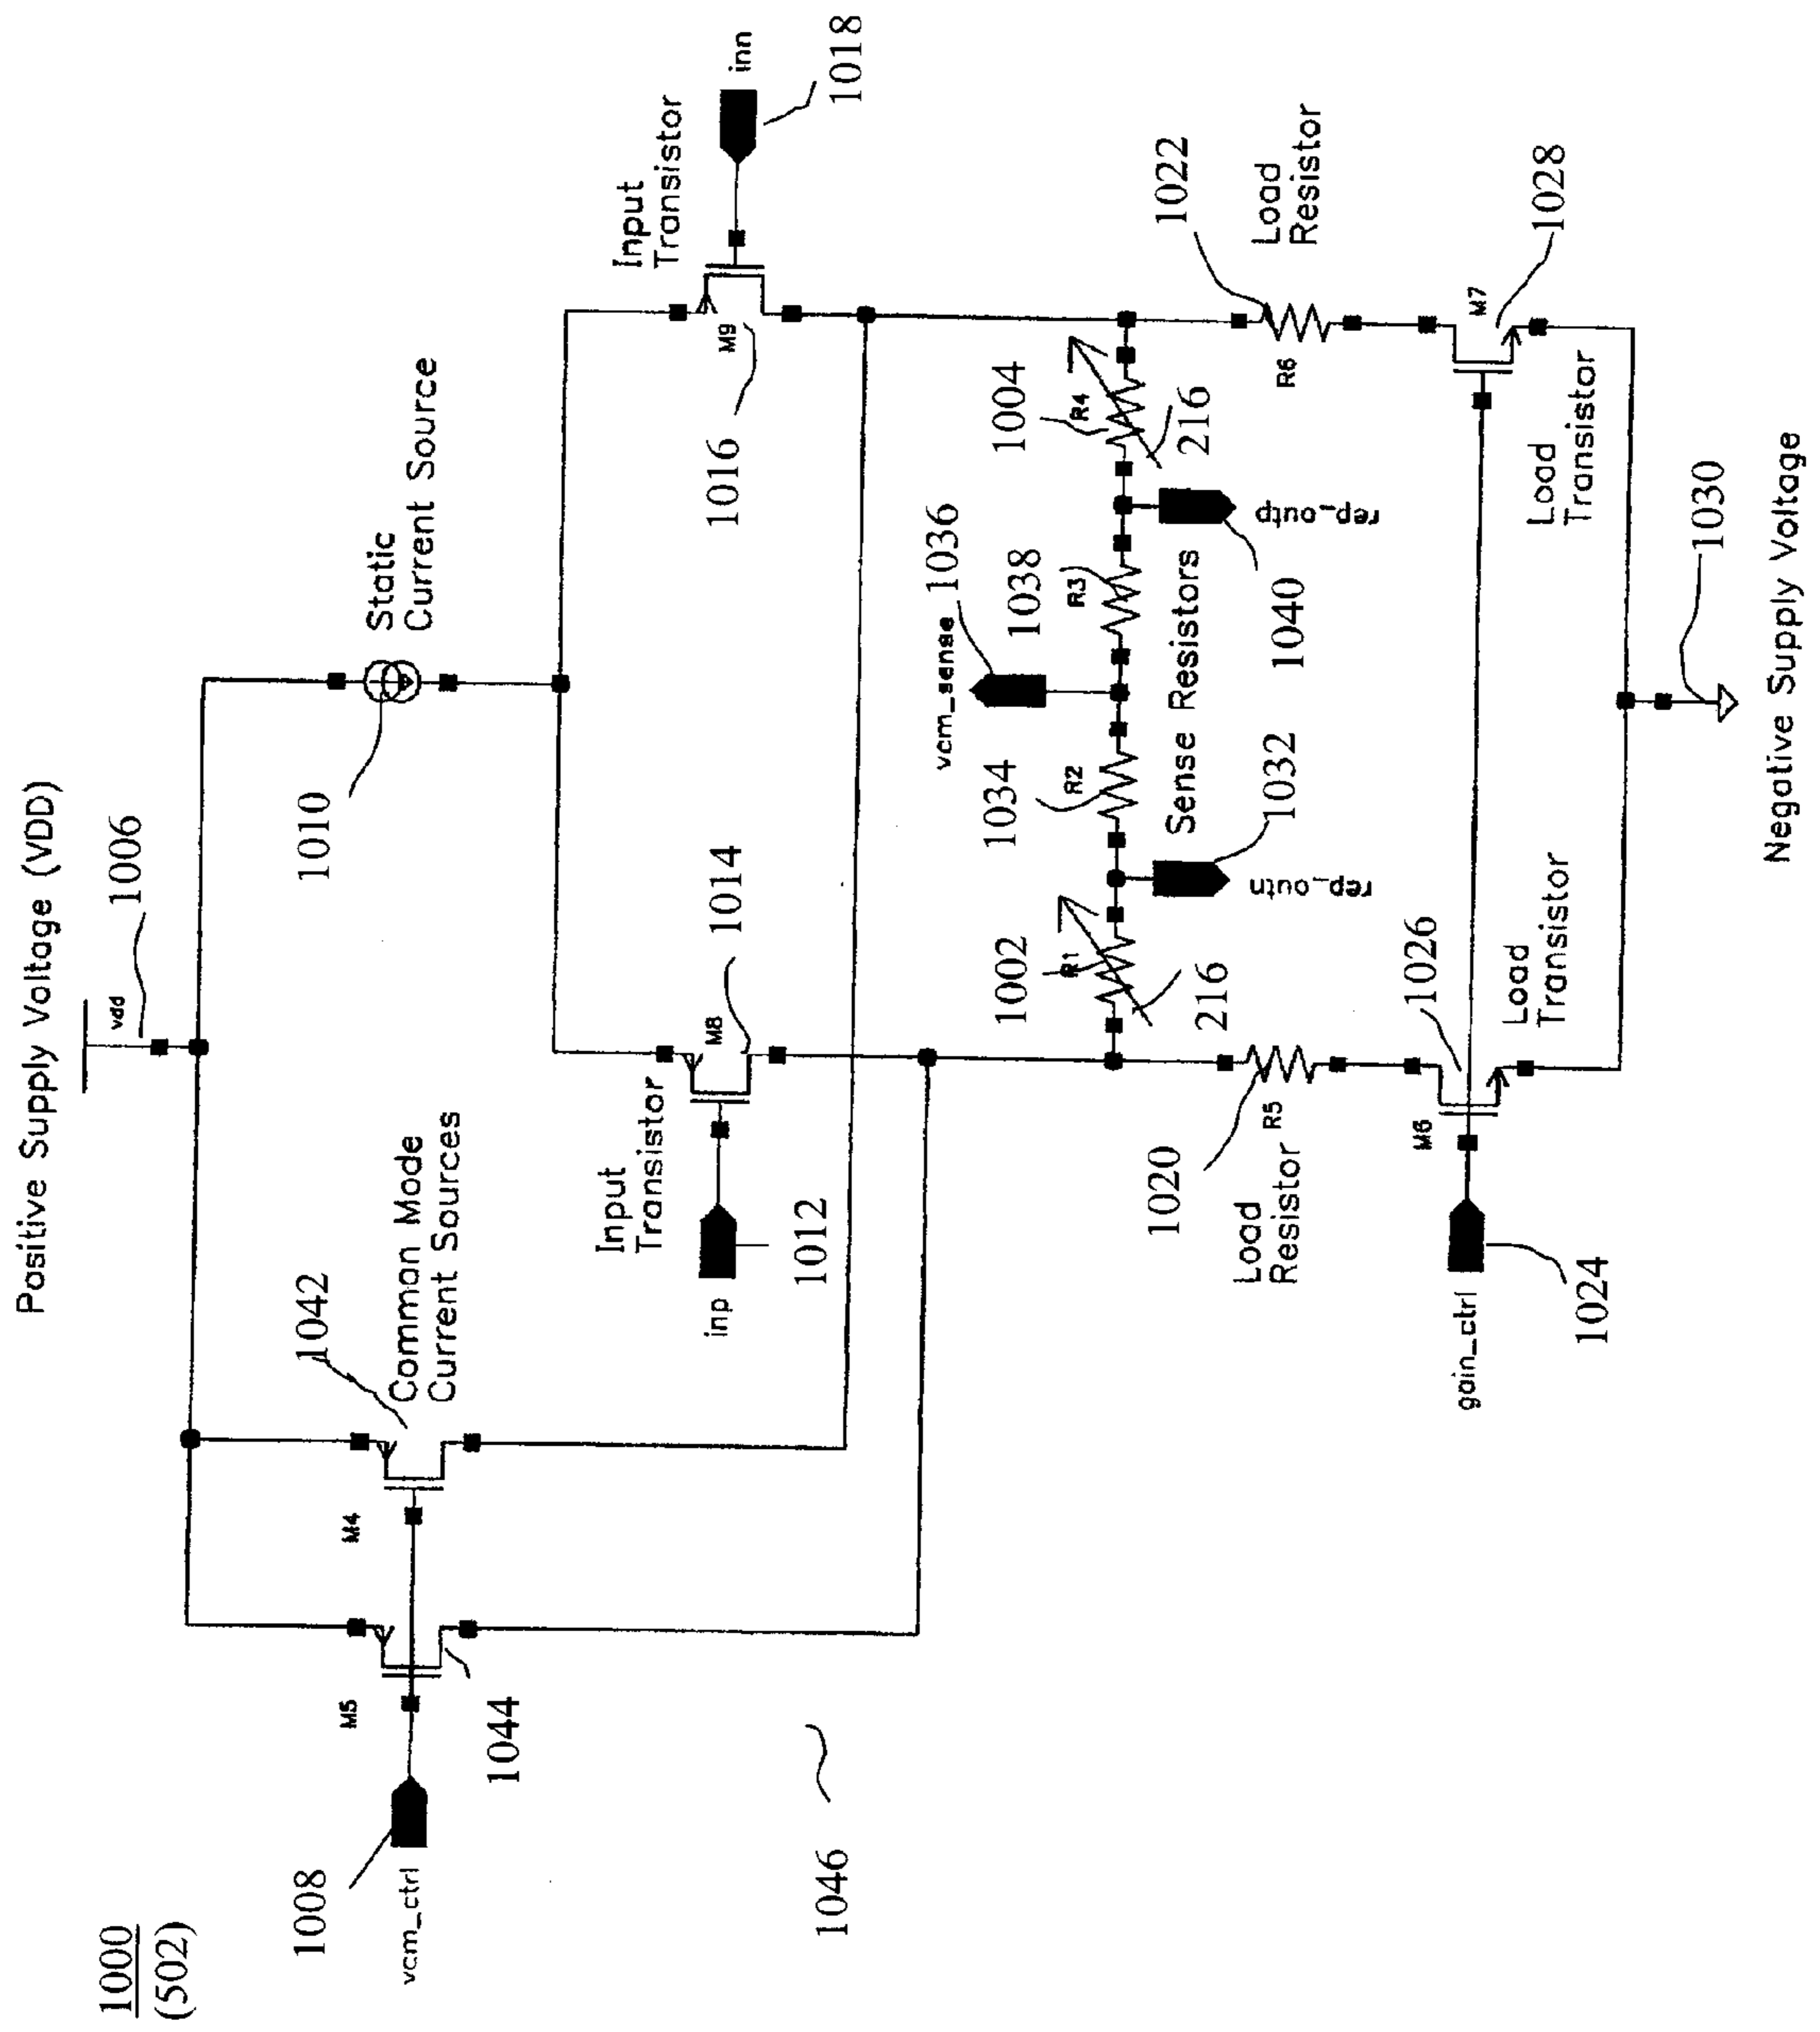 1000
(502)
Positive Supply Voltage (VDD)
vdd
1006
1042
Common Mode
Current Sources
M4
M5
1044
1008
vcm_ctrl
1010
Static
Current Source
Input
Transistor
inp
1012
M8
1014
Input
Transistor
inn
1018
M9
1016
1046
1002
R1
216
1034
R2
1032
rep_outn
vcm_sense
1036
1038
R3
Sense Resistors
1040
rep_outp
1004
R4
216
1020
R5
Load
Resistor
1022
R6
Load
Resistor
gain_ctrl
1024
M6
1026
Load
Transistor
M7
1028
Load
Transistor
1030
Negative Supply Voltage